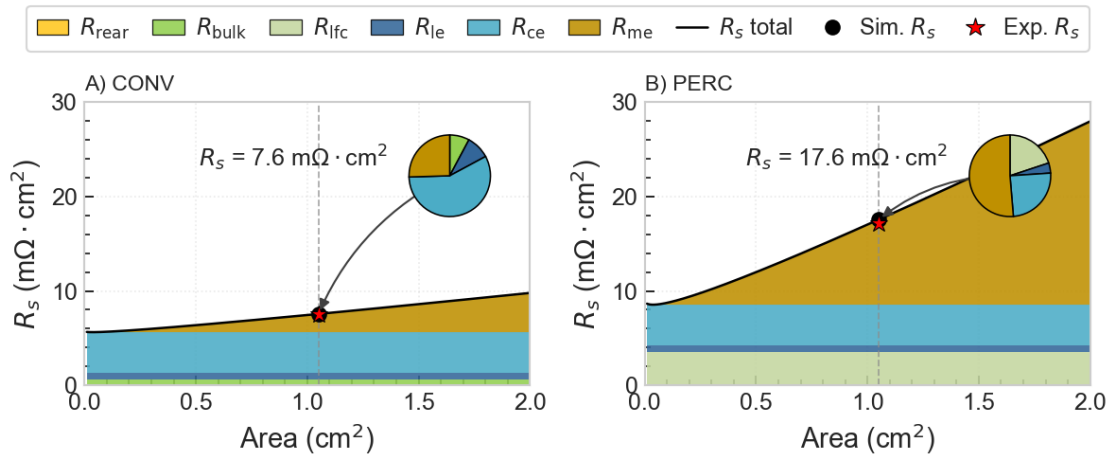 R_rear R_bulk R_lfc R_le R_ce R_me R_s total Sim. R_s Exp. R_s
A) CONV
30
20
10
0
R_s (mΩ · cm²)
R_s = 7.6 mΩ · cm²
0.0 0.5 1.0 1.5 2.0
Area (cm²)
B) PERC
30
20
10
0
R_s (mΩ · cm²)
R_s = 17.6 mΩ · cm²
0.0 0.5 1.0 1.5 2.0
Area (cm²)